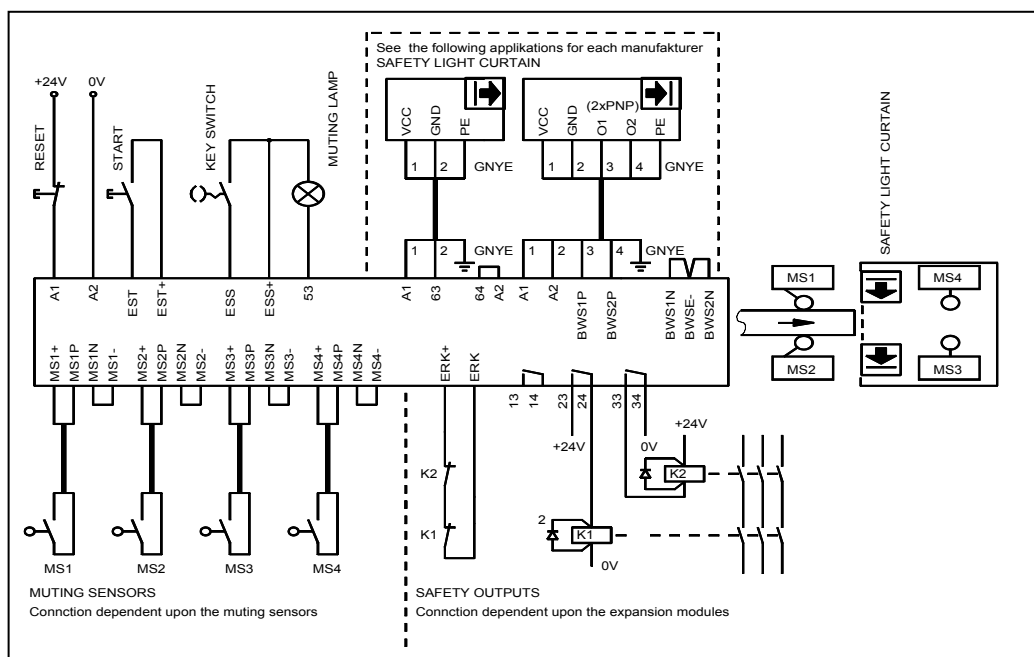 See the following applikations for each manufakturer
SAFETY LIGHT CURTAIN
+24V 0V
RESET
START
KEY SWITCH
MUTING LAMP
VCC GND PE
(2xPNP)
VCC GND O1 O2 PE
1 2 GNYE
1 2 3 4 GNYE
SAFETY LIGHT CURTAIN
1 2 GNYE
1 2 3 4 GNYE
A1 A2 EST EST+ ESS ESS+ 53 A1 63 64 A2 A1 A2 BWS1P BWS2P BWS1N BWSE- BWS2N
MS1 MS4
MS2 MS3
MS1+ MS1P MS1N MS1- MS2+ MS2P MS2N MS2- MS3+ MS3P MS3N MS3- MS4+ MS4P MS4N MS4- ERK+ ERK
13 14 23 24 33 34
+24V 0V +24V
K2 K2
K1 2 K1
0V
MS1 MS2 MS3 MS4
MUTING SENSORS
Connction dependent upon the muting sensors
SAFETY OUTPUTS
Connction dependent upon the expansion modules